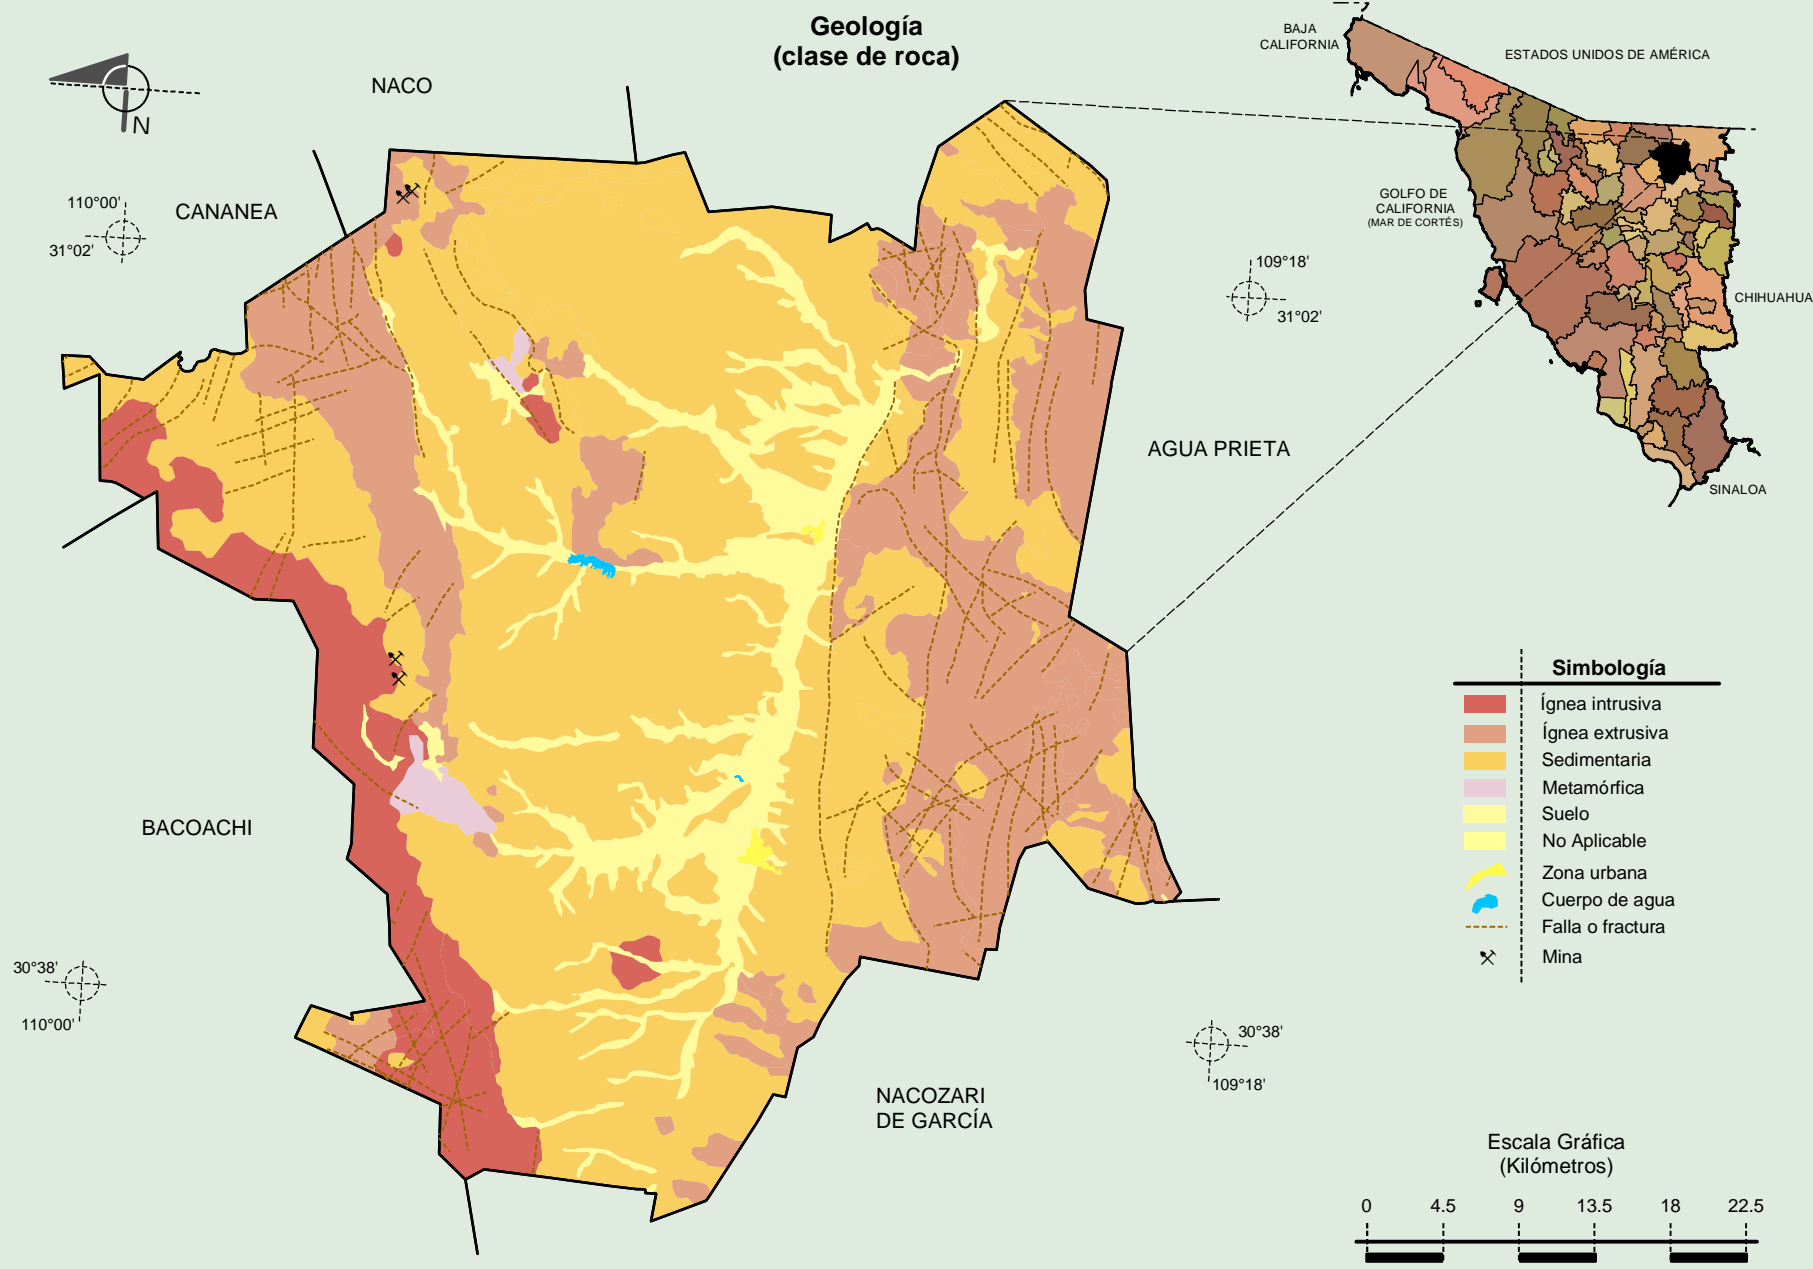 Geología
(clase de roca)
BAJA
CALIFORNIA
ESTADOS UNIDOS DE AMÉRICA
NACO
N
CANANEA
110°00'
31°02'
GOLFO DE
CALIFORNIA
(MAR DE CORTÉS)
109°18'
31°02'
CHIHUAHUA
AGUA PRIETA
SINALOA
Simbología
Ígnea intrusiva
Ígnea extrusiva
Sedimentaria
Metamórfica
Suelo
No Aplicable
Zona urbana
Cuerpo de agua
Falla o fractura
Mina
BACOACHI
30°38'
110°00'
30°38'
109°18'
NACOZARI
DE GARCÍA
Escala Gráfica
(Kilómetros)
0 4.5 9 13.5 18 22.5